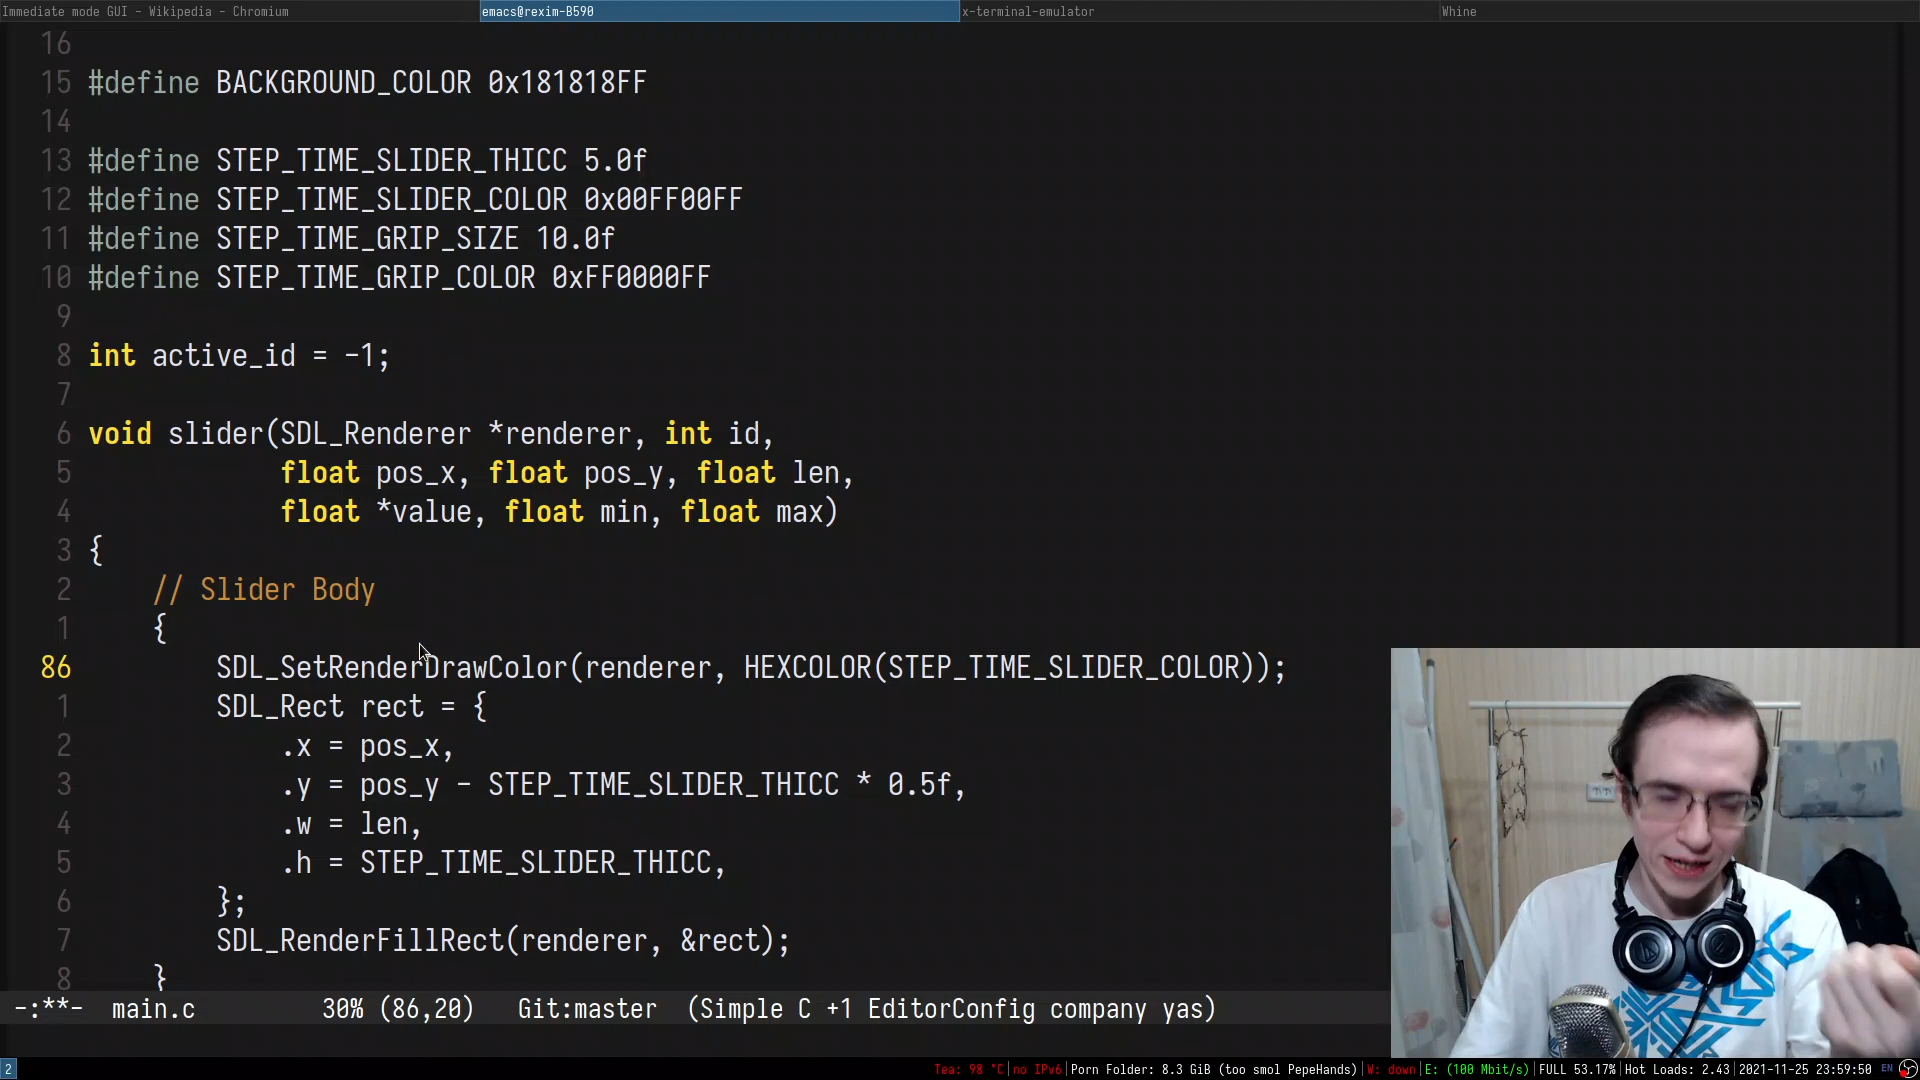 Immediate mode GUI - Wikipedia - Chromium emacs@rexim-B590 x-terminal-emulator Whine
16
15 #define BACKGROUND_COLOR 0x181818FF
14
13 #define STEP_TIME_SLIDER_THICC 5.0f
12 #define STEP_TIME_SLIDER_COLOR 0x00FF00FF
11 #define STEP_TIME_GRIP_SIZE 10.0f
10 #define STEP_TIME_GRIP_COLOR 0xFF0000FF
9
8 int active_id = -1;
7
6 void slider(SDL_Renderer *renderer, int id,
5 float pos_x, float pos_y, float len,
4 float *value, float min, float max)
3 {
2 // Slider Body
1 {
86 SDL_SetRenderDrawColor(renderer, HEXCOLOR(STEP_TIME_SLIDER_COLOR));
1 SDL_Rect rect = {
2 .x = pos_x,
3 .y = pos_y - STEP_TIME_SLIDER_THICC * 0.5f,
4 .w = len,
5 .h = STEP_TIME_SLIDER_THICC,
6 };
7 SDL_RenderFillRect(renderer, &rect);
8 }
-:**- main.c 30% (86,20) Git:master (Simple C +1 EditorConfig company yas)
2 Tea: 98 °C|no IPv6|Porn Folder: 8.3 GiB (too smol PepeHands)|W: down|E: (100 Mbit/s)|FULL 53.17%|Hot Loads: 2.43|2021-11-25 23:59:50 EN